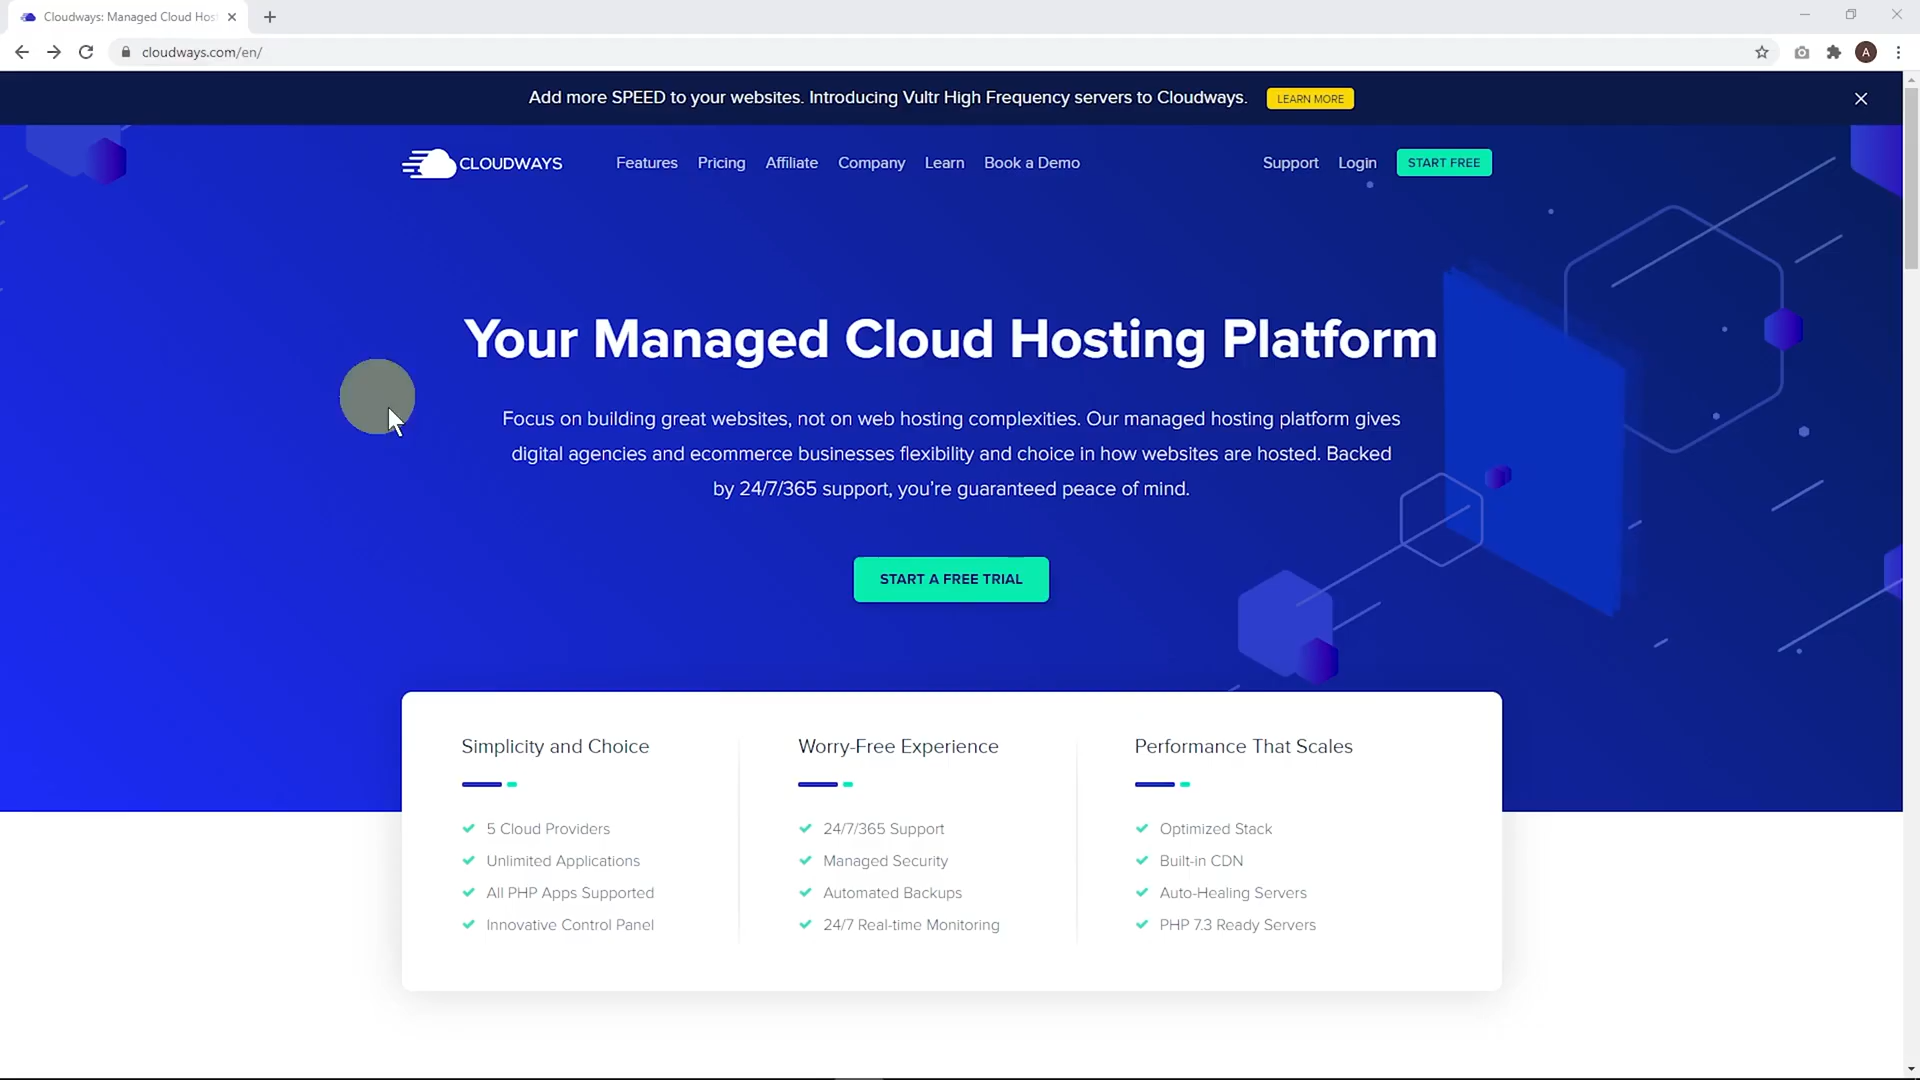 Cloudways: Managed Cloud Hos
cloudways.com/en/
A
Add more SPEED to your websites. Introducing Vultr High Frequency servers to Cloudways. LEARN MORE
CLOUDWAYS Features Pricing Affiliate Company Learn Book a Demo Support Login START FREE
Your Managed Cloud Hosting Platform
Focus on building great websites, not on web hosting complexities. Our managed hosting platform gives
digital agencies and ecommerce businesses flexibility and choice in how websites are hosted. Backed
by 24/7/365 support, you’re guaranteed peace of mind.
START A FREE TRIAL
Simplicity and Choice
5 Cloud Providers
Unlimited Applications
All PHP Apps Supported
Innovative Control Panel
Worry-Free Experience
24/7/365 Support
Managed Security
Automated Backups
24/7 Real-time Monitoring
Performance That Scales
Optimized Stack
Built-in CDN
Auto-Healing Servers
PHP 7.3 Ready Servers